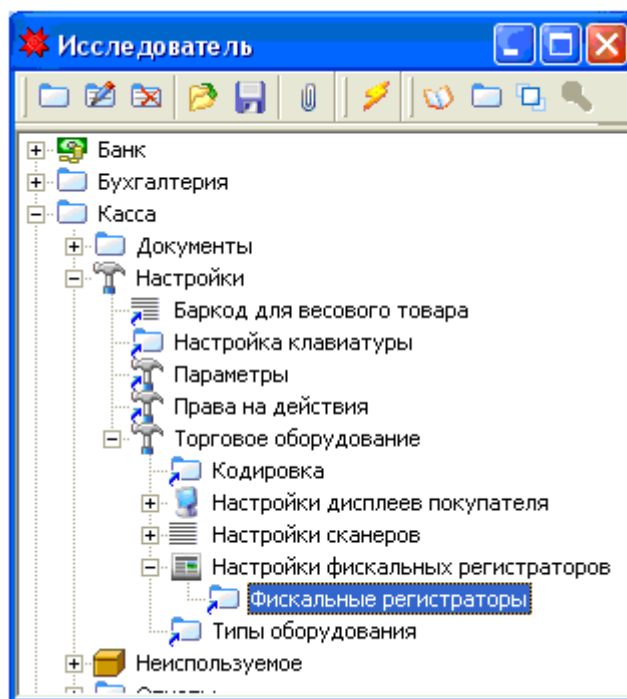 Исследователь
Банк
Бухгалтерия
Касса
Документы
Настройки
Баркод для весового товара
Настройка клавиатуры
Параметры
Права на действия
Торговое оборудование
Кодировка
Настройки дисплеев покупателя
Настройки сканеров
Настройки фискальных регистраторов
Фискальные регистраторы
Типы оборудования
Неиспользуемое